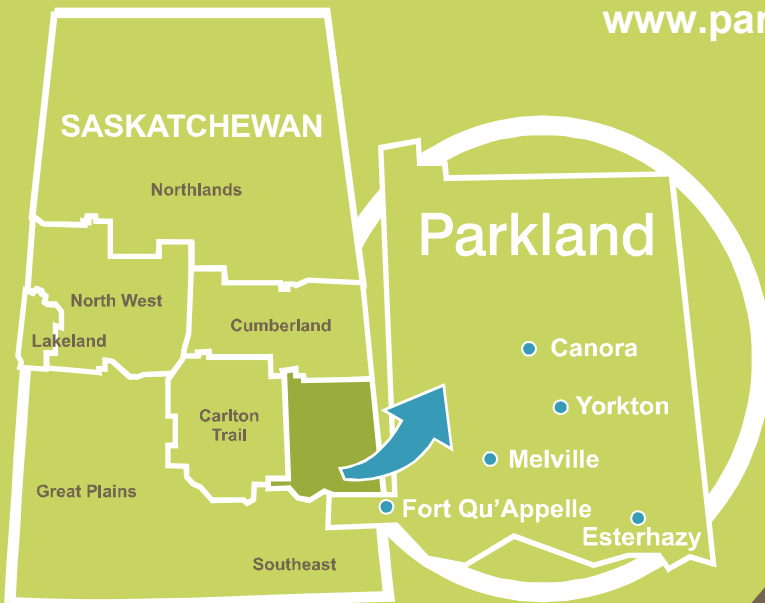 www.par
SASKATCHEWAN
Northlands
North West
Lakeland
Cumberland
Carlton
Trail
Great Plains
Southeast
Parkland
Canora
Yorkton
Melville
Fort Qu’Appelle
Esterhazy